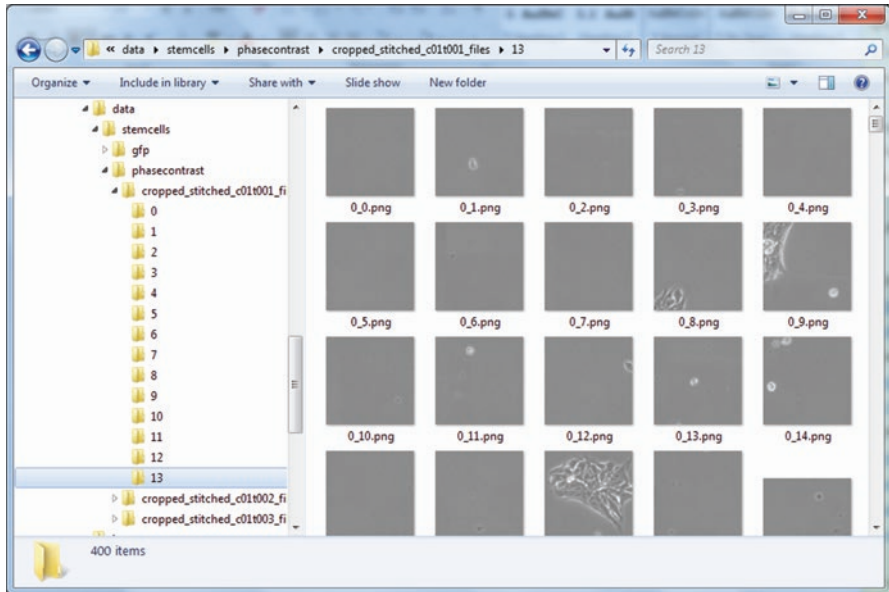 « data ▸ stemcells ▸ phasecontrast ▸ cropped_stitched_c01t001_files ▸ 13
Search 13
Organize Include in library Share with Slide show New folder
data
stemcells
gfp
phasecontrast
cropped_stitched_c01t001_fi
0
1
2
3
4
5
6
7
8
9
10
11
12
13
cropped_stitched_c01t002_fi
cropped_stitched_c01t003_fi
0_0.png 0_1.png 0_2.png 0_3.png 0_4.png
0_5.png 0_6.png 0_7.png 0_8.png 0_9.png
0_10.png 0_11.png 0_12.png 0_13.png 0_14.png
400 items